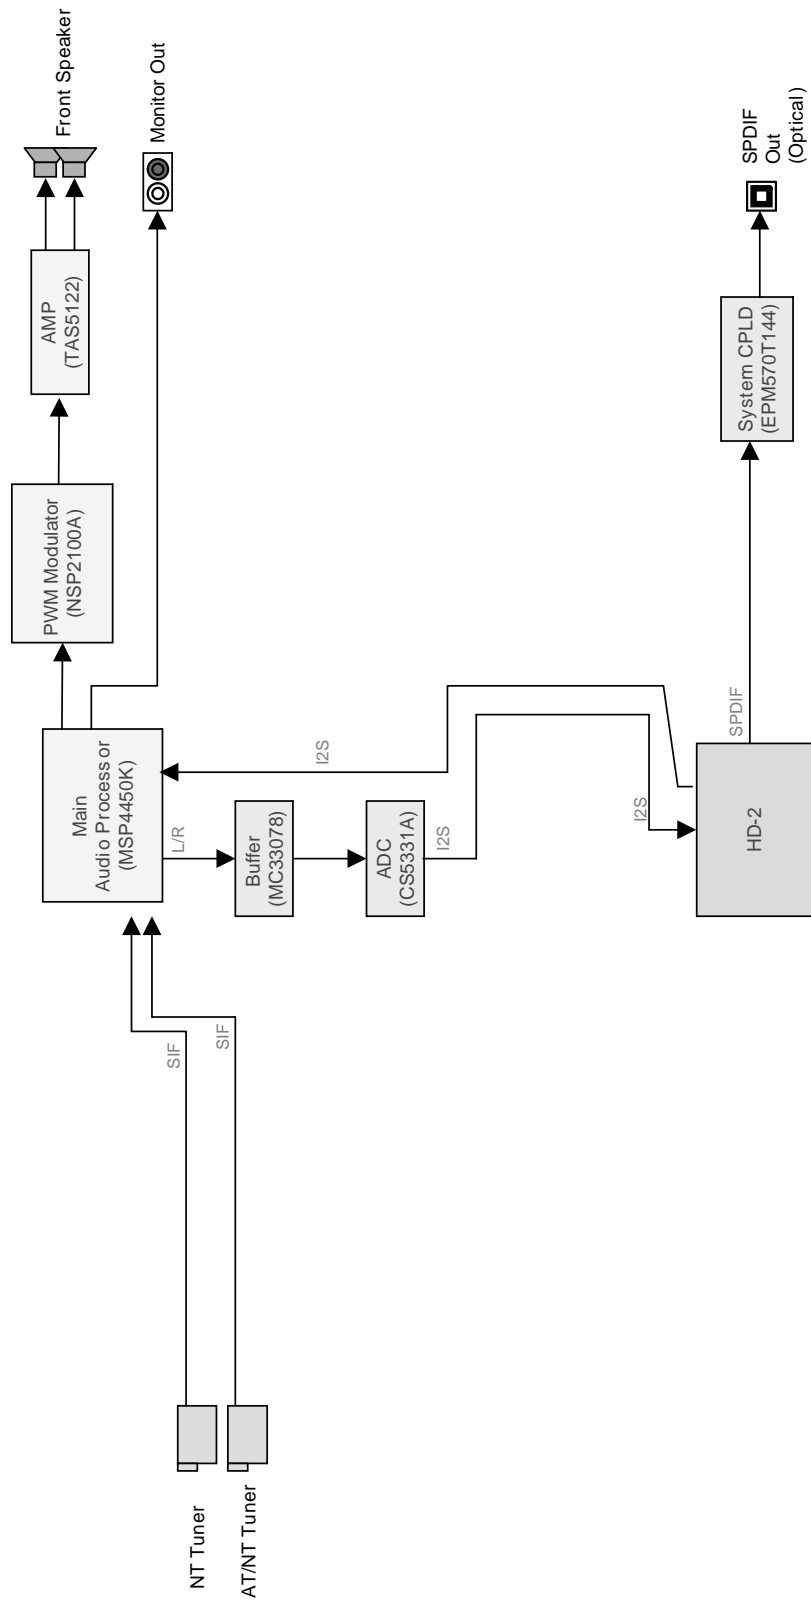 NT Tuner
AT/NT Tuner
SIF
SIF
Main
Audio Processor
(MSP4450K)
L/R
Buffer
(MC33078)
ADC
(CS5331A)
I2S
I2S
I2S
HD-2
SPDIF
PWM Modulator
(NSP2100A)
AMP
(TAS5122)
Front Speaker
Monitor Out
System CPLD
(EPM570T144)
SPDIF
Out
(Optical)